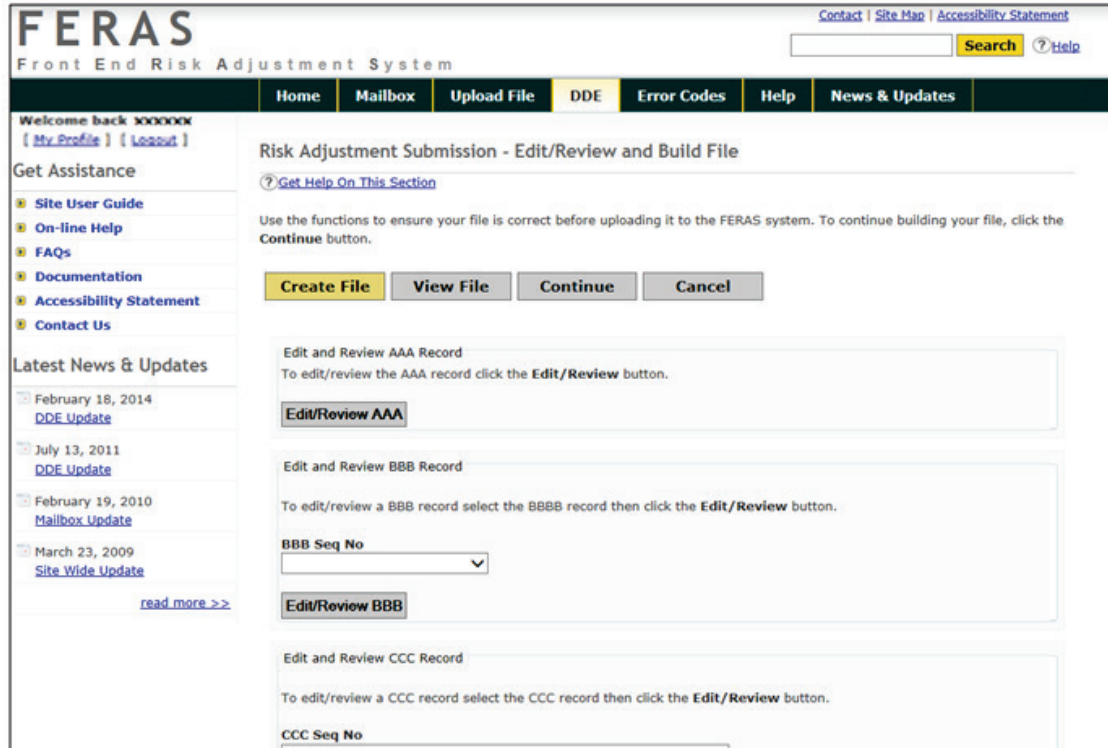 FERAS
Front End Risk Adjustment System
Contact | Site Map | Accessibility Statement
Search ? Help
Home Mailbox Upload File DDE Error Codes Help News & Updates
Welcome back xxxxxx
[ My Profile ] [ Logout ]
Get Assistance
Site User Guide
On-line Help
FAQs
Documentation
Accessibility Statement
Contact Us
Latest News & Updates
February 18, 2014
DDE Update
July 13, 2011
DDE Update
February 19, 2010
Mailbox Update
March 23, 2009
Site Wide Update
read more >>
Risk Adjustment Submission - Edit/Review and Build File
? Get Help On This Section
Use the functions to ensure your file is correct before uploading it to the FERAS system. To continue building your file, click the
Continue button.
Create File View File Continue Cancel
Edit and Review AAA Record
To edit/review the AAA record click the Edit/Review button.
Edit/Review AAA
Edit and Review BBB Record
To edit/review a BBB record select the BBBB record then click the Edit/Review button.
BBB Seq No
Edit/Review BBB
Edit and Review CCC Record
To edit/review a CCC record select the CCC record then click the Edit/Review button.
CCC Seq No